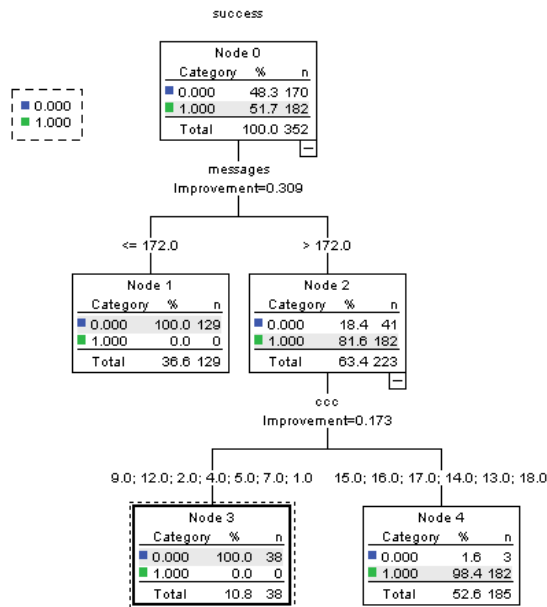 success
Node 0
Category % n
0.000 48.3 170
1.000 51.7 182
Total 100.0 352
0.000
1.000
messages
Improvement=0.309
<= 172.0
> 172.0
Node 1
Category % n
0.000 100.0 129
1.000 0.0 0
Total 36.6 129
Node 2
Category % n
0.000 18.4 41
1.000 81.6 182
Total 63.4 223
ccc
Improvement=0.173
9.0; 12.0; 2.0; 4.0; 5.0; 7.0; 1.0
15.0; 16.0; 17.0; 14.0; 13.0; 18.0
Node 3
Category % n
0.000 100.0 38
1.000 0.0 0
Total 10.8 38
Node 4
Category % n
0.000 1.6 3
1.000 98.4 182
Total 52.6 185